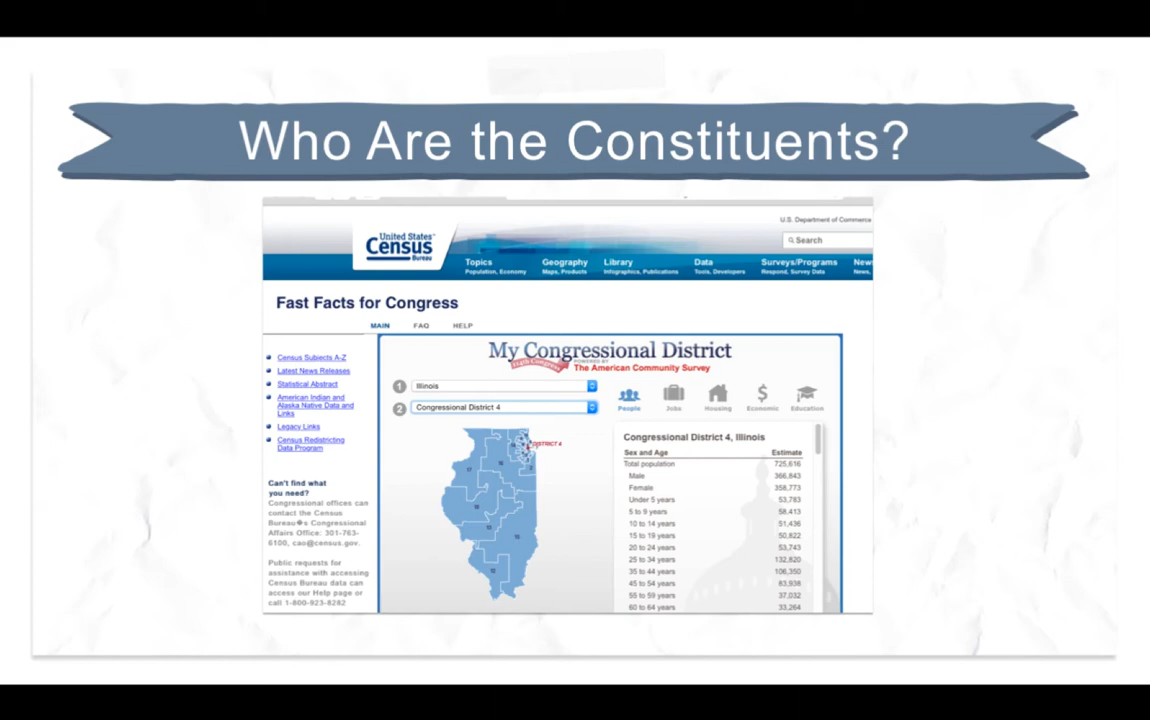 Who Are the Constituents?
U.S. Department of Commerce
United States™
Census
Bureau
Search
Topics
Population, Economy
Geography
Maps, Products
Library
Infographics, Publications
Data
Tools, Developers
Surveys/Programs
Respond, Survey Data
New
News,
Fast Facts for Congress
MAIN FAQ HELP
Census Subjects A-Z
Latest News Releases
Statistical Abstract
American Indian and
Alaska Native Data and
Links
Legacy Links
Census Redistricting
Data Program
Can't find what
you need?
Congressional offices can
contact the Census
Bureau�s Congressional
Affairs Office: 301-763-
6100, cao@census.gov.
Public requests for
assistance with accessing
Census Bureau data can
access our Help page or
call 1-800-923-8282
My Congressional District
114th Congress
POWERED BY
The American Community Survey
1 Illinois
2 Congressional District 4
People Jobs Housing $ Economic Education
DISTRICT 4
Congressional District 4, Illinois
Sex and Age Estimate
Total population 725,616
Male 366,843
Female 358,773
Under 5 years 53,783
5 to 9 years 58,413
10 to 14 years 51,436
15 to 19 years 50,822
20 to 24 years 53,743
25 to 34 years 132,820
35 to 44 years 106,350
45 to 54 years 83,938
55 to 59 years 37,032
60 to 64 years 33,264